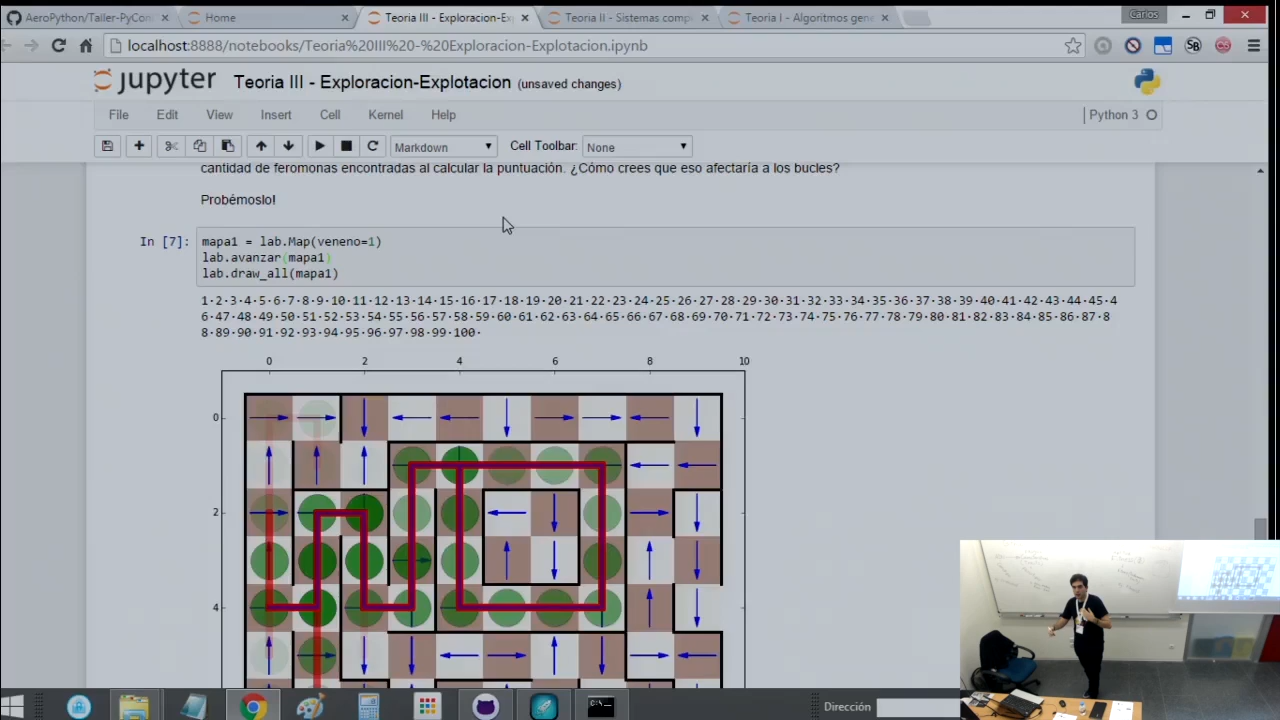 AeroPython/Taller-PyCon
Home
Teoria III - Exploracion-Exp
Teoria II - Sistemas compl
Teoria I - Algoritmos gene
Carlos
localhost:8888/notebooks/Teoria%20III%20-%20Exploracion-Explotacion.ipynb
jupyter Teoria III - Exploracion-Explotacion (unsaved changes)
File Edit View Insert Cell Kernel Help
Python 3
Markdown
Cell Toolbar: None
cantidad de feromonas encontradas al calcular la puntuación. ¿Cómo crees que eso afectaría a los bucles?
Probémoslo!
In [7]: mapa1 = lab.Map(veneno=1)
lab.avanzar(mapa1)
lab.draw_all(mapa1)
1·2·3·4·5·6·7·8·9·10·11·12·13·14·15·16·17·18·19·20·21·22·23·24·25·26·27·28·29·30·31·32·33·34·35·36·37·38·39·40·41·42·43·44·45·4
6·47·48·49·50·51·52·53·54·55·56·57·58·59·60·61·62·63·64·65·66·67·68·69·70·71·72·73·74·75·76·77·78·79·80·81·82·83·84·85·86·87·8
8·89·90·91·92·93·94·95·96·97·98·99·100·
0 2 4 6 8 10
0
2
4
Dirección